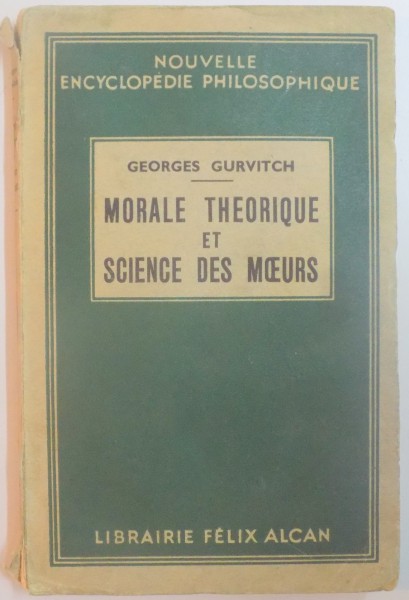 NOUVELLE
ENCYCLOPÉDIE PHILOSOPHIQUE
GEORGES GURVITCH
MORALE THEORIQUE
ET
SCIENCE DES MŒURS
LIBRAIRIE FÉLIX ALCAN